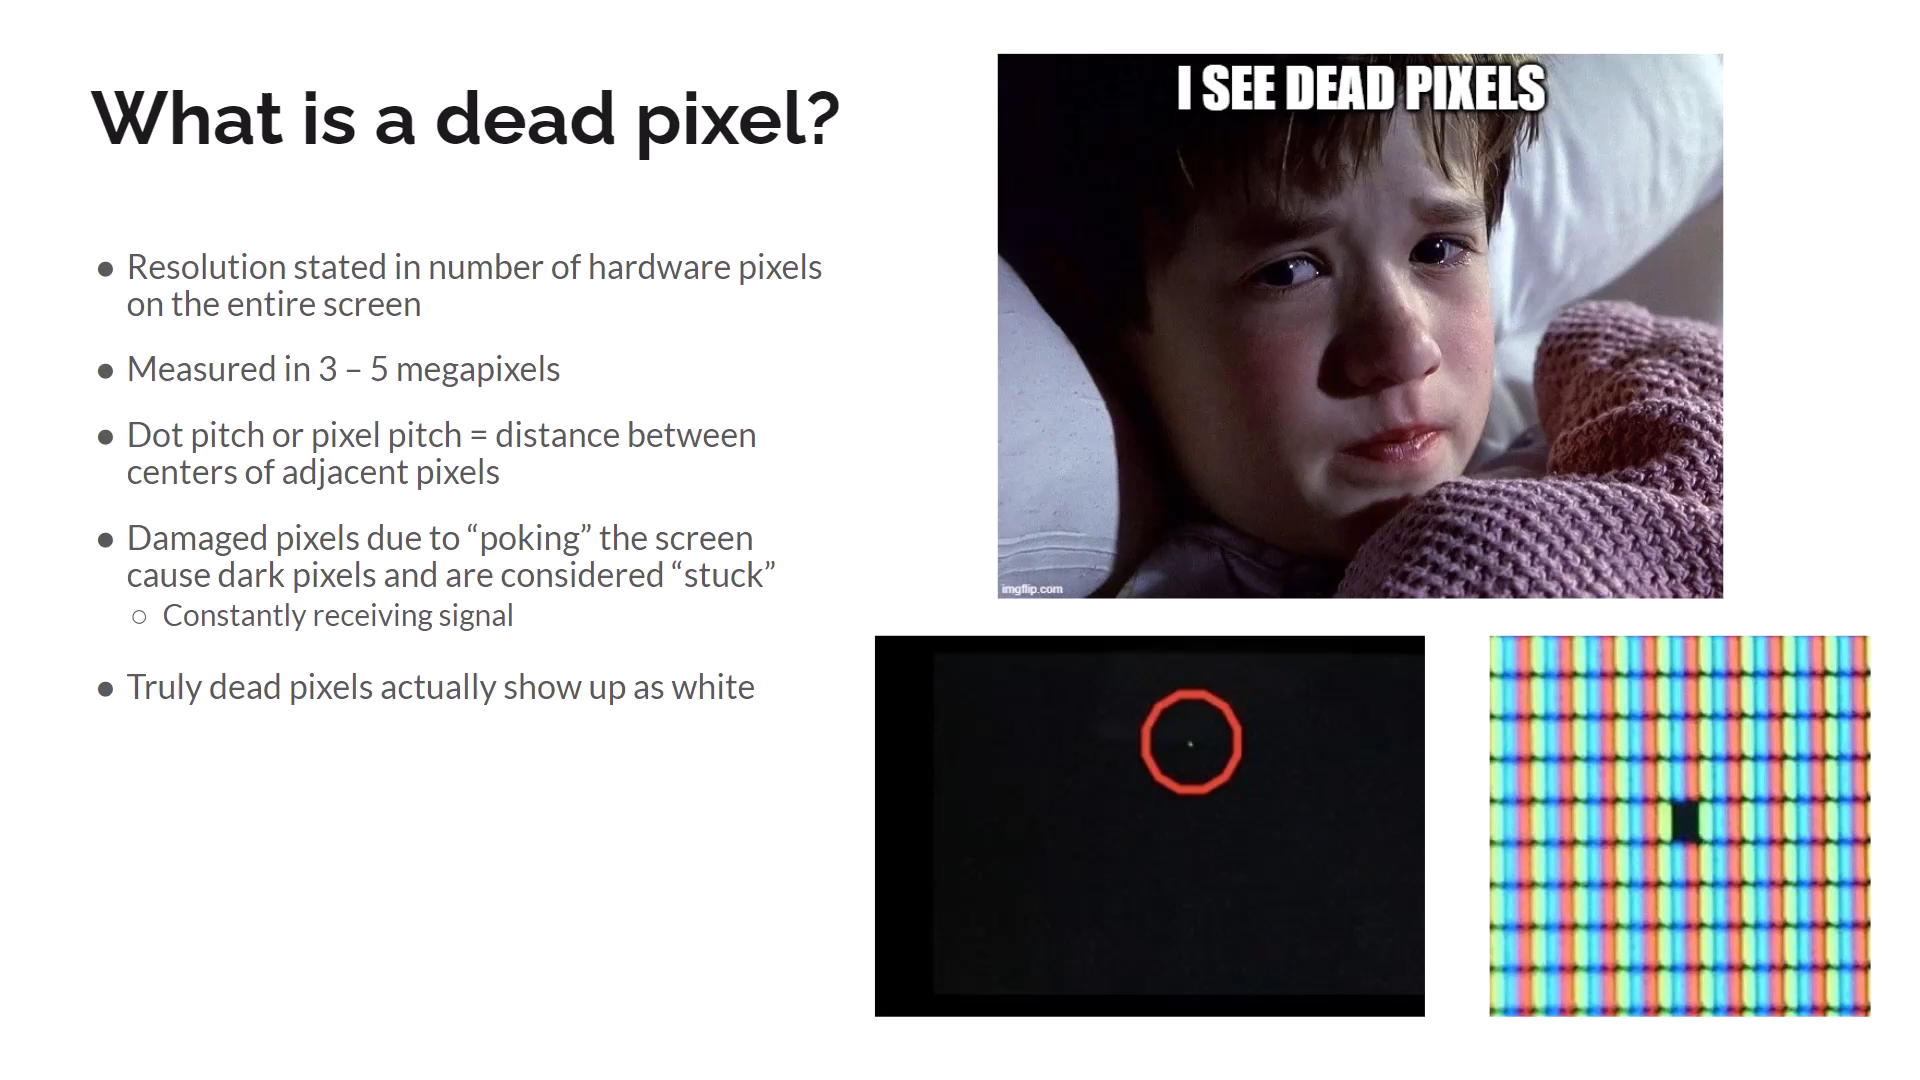 What is a dead pixel?
● Resolution stated in number of hardware pixels
on the entire screen
● Measured in 3 – 5 megapixels
● Dot pitch or pixel pitch = distance between
centers of adjacent pixels
● Damaged pixels due to “poking” the screen
cause dark pixels and are considered “stuck”
○ Constantly receiving signal
● Truly dead pixels actually show up as white
I SEE DEAD PIXELS
imgflip.com